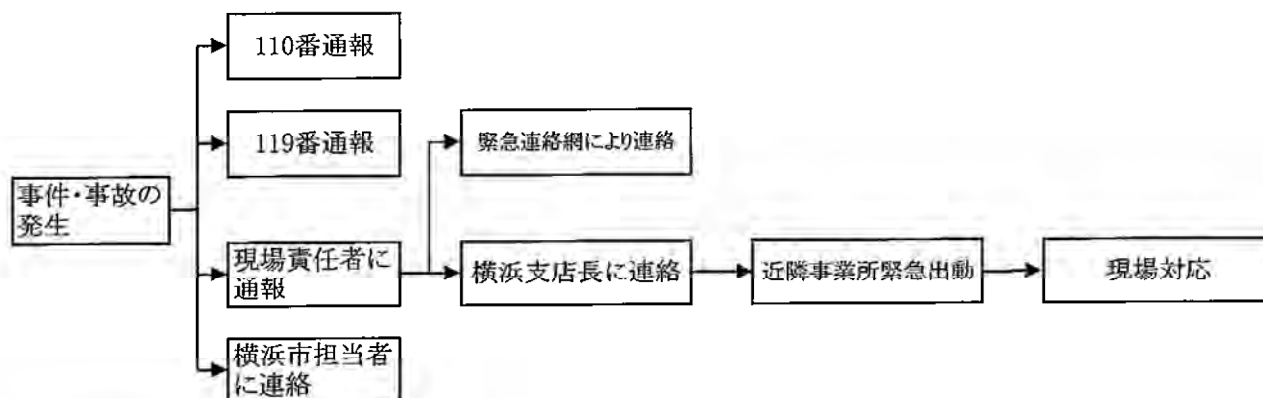 110番通報
119番通報
緊急連絡網により連絡
事件・事故の
発生
現場責任者に
通報
横浜支店長に連絡
近隣事業所緊急出動
現場対応
横浜市担当者
に連絡